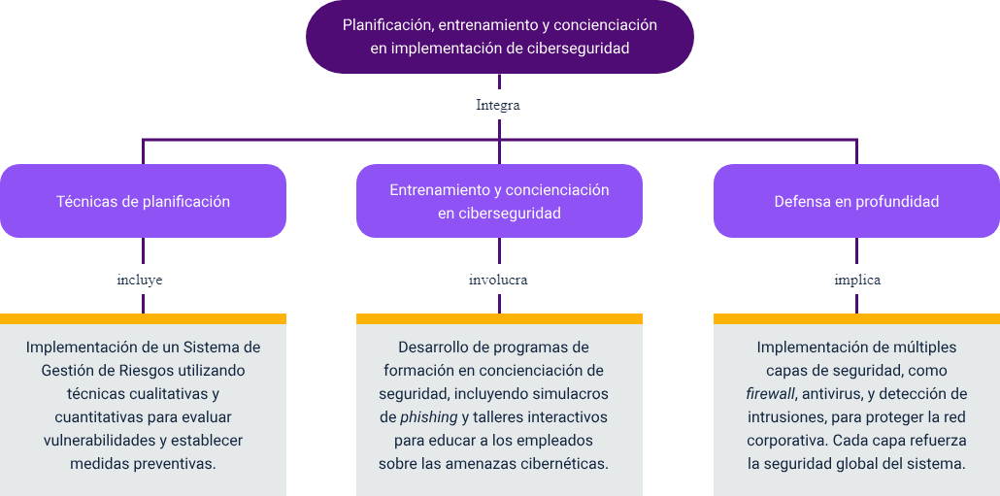 Planificación, entrenamiento y concienciación
en implementación de ciberseguridad
Integra
Técnicas de planificación
Entrenamiento y concienciación
en ciberseguridad
Defensa en profundidad
incluye
involucra
implica
Implementación de un Sistema de
Gestión de Riesgos utilizando
técnicas cualitativas y
cuantitativas para evaluar
vulnerabilidades y establecer
medidas preventivas.
Desarrollo de programas de
formación en concienciación de
seguridad, incluyendo simulacros
de phishing y talleres interactivos
para educar a los empleados
sobre las amenazas cibernéticas.
Implementación de múltiples
capas de seguridad, como
firewall, antivirus, y detección de
intrusiones, para proteger la red
corporativa. Cada capa refuerza
la seguridad global del sistema.